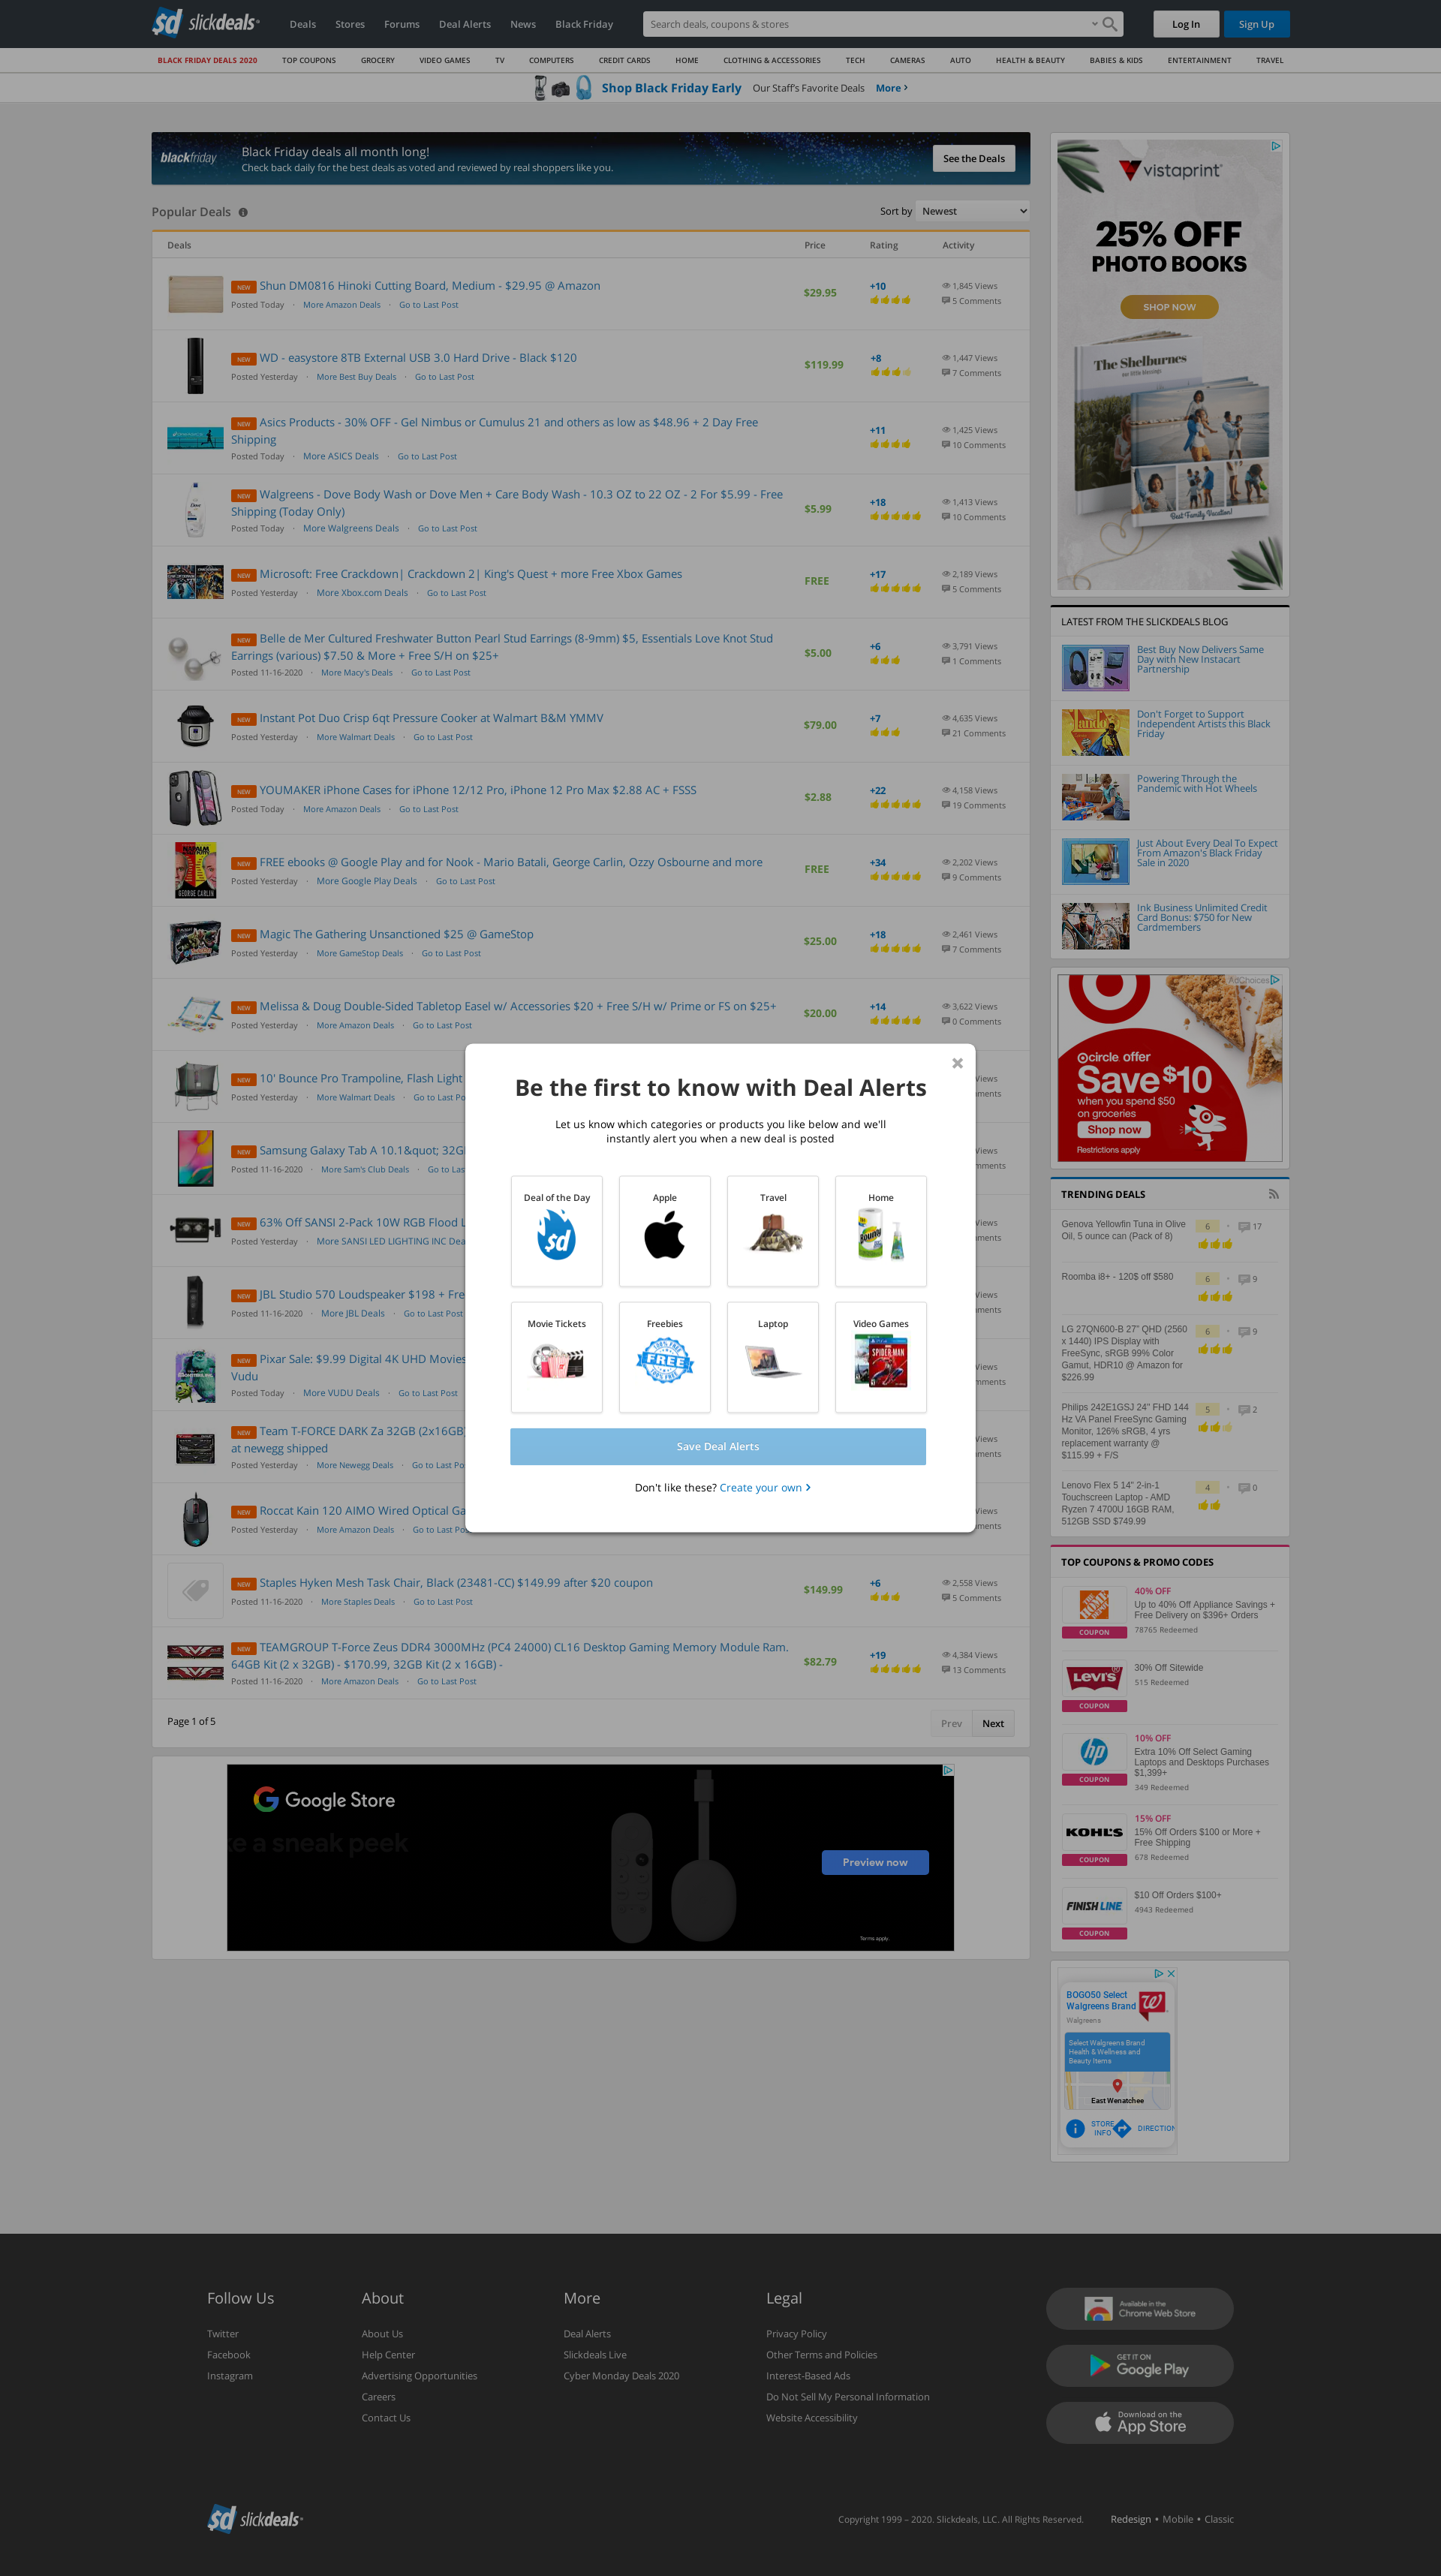 sd slickdeals
Deals Stores Forums Deal Alerts News Black Friday
Search deals, coupons & stores
Log In Sign Up
BLACK FRIDAY DEALS 2020 TOP COUPONS GROCERY VIDEO GAMES TV COMPUTERS CREDIT CARDS HOME CLOTHING & ACCESSORIES TECH CAMERAS AUTO HEALTH & BEAUTY BABIES & KIDS ENTERTAINMENT TRAVEL
Shop Black Friday Early Our Staff's Favorite Deals More
blackfriday
Black Friday deals all month long!
Check back daily for the best deals as voted and reviewed by real shoppers like you.
See the Deals
Popular Deals
Sort by Newest
Deals Price Rating Activity
NEW Shun DM0816 Hinoki Cutting Board, Medium - $29.95 @ Amazon
Posted Today · More Amazon Deals · Go to Last Post
$29.95 +10 1,845 Views
5 Comments
NEW WD - easystore 8TB External USB 3.0 Hard Drive - Black $120
Posted Yesterday · More Best Buy Deals · Go to Last Post
$119.99 +8 1,447 Views
7 Comments
NEW Asics Products - 30% OFF - Gel Nimbus or Cumulus 21 and others as low as $48.96 + 2 Day Free
Shipping
Posted Today · More ASICS Deals · Go to Last Post
+11 1,425 Views
10 Comments
NEW Walgreens - Dove Body Wash or Dove Men + Care Body Wash - 10.3 OZ to 22 OZ - 2 For $5.99 - Free
Shipping (Today Only)
Posted Today · More Walgreens Deals · Go to Last Post
$5.99 +18 1,413 Views
10 Comments
NEW Microsoft: Free Crackdown| Crackdown 2| King's Quest + more Free Xbox Games
Posted Yesterday · More Xbox.com Deals · Go to Last Post
FREE +17 2,189 Views
5 Comments
NEW Belle de Mer Cultured Freshwater Button Pearl Stud Earrings (8-9mm) $5, Essentials Love Knot Stud
Earrings (various) $7.50 & More + Free S/H on $25+
Posted 11-16-2020 · More Macy's Deals · Go to Last Post
$5.00 +6 3,791 Views
1 Comments
NEW Instant Pot Duo Crisp 6qt Pressure Cooker at Walmart B&M YMMV
Posted Yesterday · More Walmart Deals · Go to Last Post
$79.00 +7 4,635 Views
21 Comments
NEW YOUMAKER iPhone Cases for iPhone 12/12 Pro, iPhone 12 Pro Max $2.88 AC + FSSS
Posted Today · More Amazon Deals · Go to Last Post
$2.88 +22 4,158 Views
19 Comments
GEORGE CARLIN
NEW FREE ebooks @ Google Play and for Nook - Mario Batali, George Carlin, Ozzy Osbourne and more
Posted Yesterday · More Google Play Deals · Go to Last Post
FREE +34 2,202 Views
9 Comments
NEW Magic The Gathering Unsanctioned $25 @ GameStop
Posted Yesterday · More GameStop Deals · Go to Last Post
$25.00 +18 2,461 Views
7 Comments
NEW Melissa & Doug Double-Sided Tabletop Easel w/ Accessories $20 + Free S/H w/ Prime or FS on $25+
Posted Yesterday · More Amazon Deals · Go to Last Post
$20.00 +14 3,622 Views
0 Comments
NEW 10' Bounce Pro Trampoline, Flash Light
Posted Yesterday · More Walmart Deals · Go to Last Po
Views
NEW Samsung Galaxy Tab A 10.1&quot; 32G
Posted 11-16-2020 · More Sam's Club Deals · Go to Las
Views
NEW 63% Off SANSI 2-Pack 10W RGB Flood L
Posted Yesterday · More SANSI LED LIGHTING INC Dea
Views
NEW JBL Studio 570 Loudspeaker $198 + Fre
Posted 11-16-2020 · More JBL Deals · Go to Last Post
Views
NEW Pixar Sale: $9.99 Digital 4K UHD Movies
Vudu
Posted Today · More VUDU Deals · Go to Last Post
Views
NEW Team T-FORCE DARK Za 32GB (2x16GB)
at newegg shipped
Posted Yesterday · More Newegg Deals · Go to Last Po
Views
NEW Roccat Kain 120 AIMO Wired Optical Ga
Posted Yesterday · More Amazon Deals · Go to Last Pos
Views
NEW Staples Hyken Mesh Task Chair, Black (23481-CC) $149.99 after $20 coupon
Posted 11-16-2020 · More Staples Deals · Go to Last Post
$149.99 +6 2,558 Views
5 Comments
NEW TEAMGROUP T-Force Zeus DDR4 3000MHz (PC4 24000) CL16 Desktop Gaming Memory Module Ram.
64GB Kit (2 x 32GB) - $170.99, 32GB Kit (2 x 16GB) -
Posted 11-16-2020 · More Amazon Deals · Go to Last Post
$82.79 +19 4,384 Views
13 Comments
Page 1 of 5
Prev Next
Be the first to know with Deal Alerts
Let us know which categories or products you like below and we'll
instantly alert you when a new deal is posted
Deal of the Day Apple Travel Home
sd
Bounty
Movie Tickets Freebies Laptop Video Games
FREE
SPIDER-MAN
Save Deal Alerts
Don't like these? Create your own
Google Store
ke a sneak peek
Preview now
Terms apply.
vistaprint
25% OFF
PHOTO BOOKS
SHOP NOW
The Shelburnes
Best Family Vacation!
LATEST FROM THE SLICKDEALS BLOG
Best Buy Now Delivers Same
Day with New Instacart
Partnership
Lando
Don't Forget to Support
Independent Artists this Black
Friday
Powering Through the
Pandemic with Hot Wheels
Just About Every Deal To Expect
From Amazon's Black Friday
Sale in 2020
Ink Business Unlimited Credit
Card Bonus: $750 for New
Cardmembers
AdChoices
circle offer
Save $10
when you spend $50
on groceries
Shop now
Restrictions apply
TRENDING DEALS
Genova Yellowfin Tuna in Olive
Oil, 5 ounce can (Pack of 8)
6 · 17
Roomba i8+ - 120$ off $580
6 · 9
LG 27QN600-B 27" QHD (2560
x 1440) IPS Display with
FreeSync, sRGB 99% Color
Gamut, HDR10 @ Amazon for
$226.99
6 · 9
Philips 242E1GSJ 24" FHD 144
Hz VA Panel FreeSync Gaming
Monitor, 126% sRGB, 4 yrs
replacement warranty @
$115.99 + F/S
5 · 2
Lenovo Flex 5 14" 2-in-1
Touchscreen Laptop - AMD
Ryzen 7 4700U 16GB RAM,
512GB SSD $749.99
4 · 0
TOP COUPONS & PROMO CODES
40% OFF
Up to 40% Off Appliance Savings +
Free Delivery on $396+ Orders
78765 Redeemed
COUPON
LEVI'S
30% Off Sitewide
515 Redeemed
COUPON
hp
10% OFF
Extra 10% Off Select Gaming
Laptops and Desktops Purchases
$1,399+
349 Redeemed
COUPON
KOHL'S
15% OFF
15% Off Orders $100 or More +
Free Shipping
678 Redeemed
COUPON
FINISH LINE
$10 Off Orders $100+
4943 Redeemed
COUPON
BOGO50 Select
Walgreens Brand
Walgreens
Select Walgreens Brand
Health & Wellness and
Beauty Items
East Wenatchee
STORE
INFO
DIRECTION
Follow Us
Twitter
Facebook
Instagram
About
About Us
Help Center
Advertising Opportunities
Careers
Contact Us
More
Deal Alerts
Slickdeals Live
Cyber Monday Deals 2020
Legal
Privacy Policy
Other Terms and Policies
Interest-Based Ads
Do Not Sell My Personal Information
Website Accessibility
Available in the
Chrome Web Store
GET IT ON
Google Play
Download on the
App Store
sd slickdeals
Copyright 1999 – 2020. Slickdeals, LLC. All Rights Reserved.
Redesign • Mobile • Classic